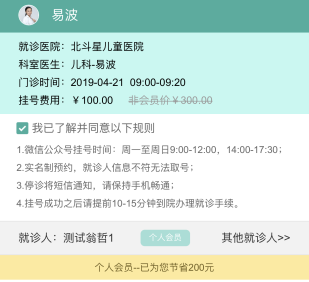 易波
就诊医院：北斗星儿童医院
科室医生：儿科-易波
门诊时间：2019-04-21 09:00-09:20
挂号费用：￥100.00 非会员价￥300.00
我已了解并同意以下规则
1.微信公众号挂号时间：周一至周日9:00-12:00，14:00-17:30；
2.实名制预约，就诊人信息不符无法取号；
3.停诊将短信通知，请保持手机畅通；
4.挂号成功之后请提前10-15分钟到院办理就诊手续。
就诊人：测试翁哲1 个人会员 其他就诊人>>
个人会员--已为您节省200元